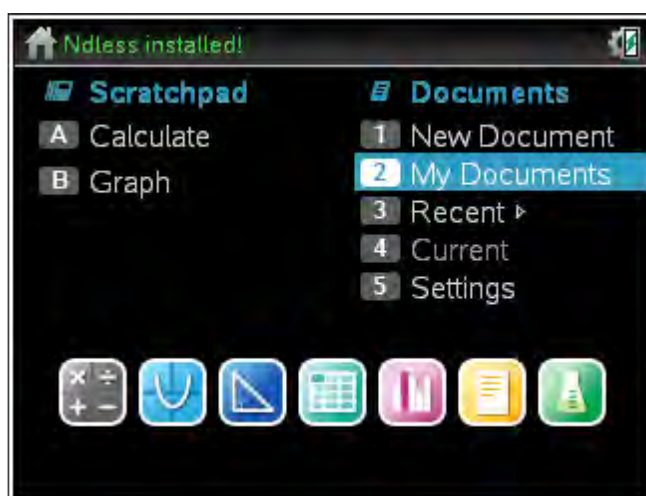 Ndless installed!
Scratchpad
A Calculate
B Graph
Documents
1 New Document
2 My Documents
3 Recent ▹
4 Current
5 Settings